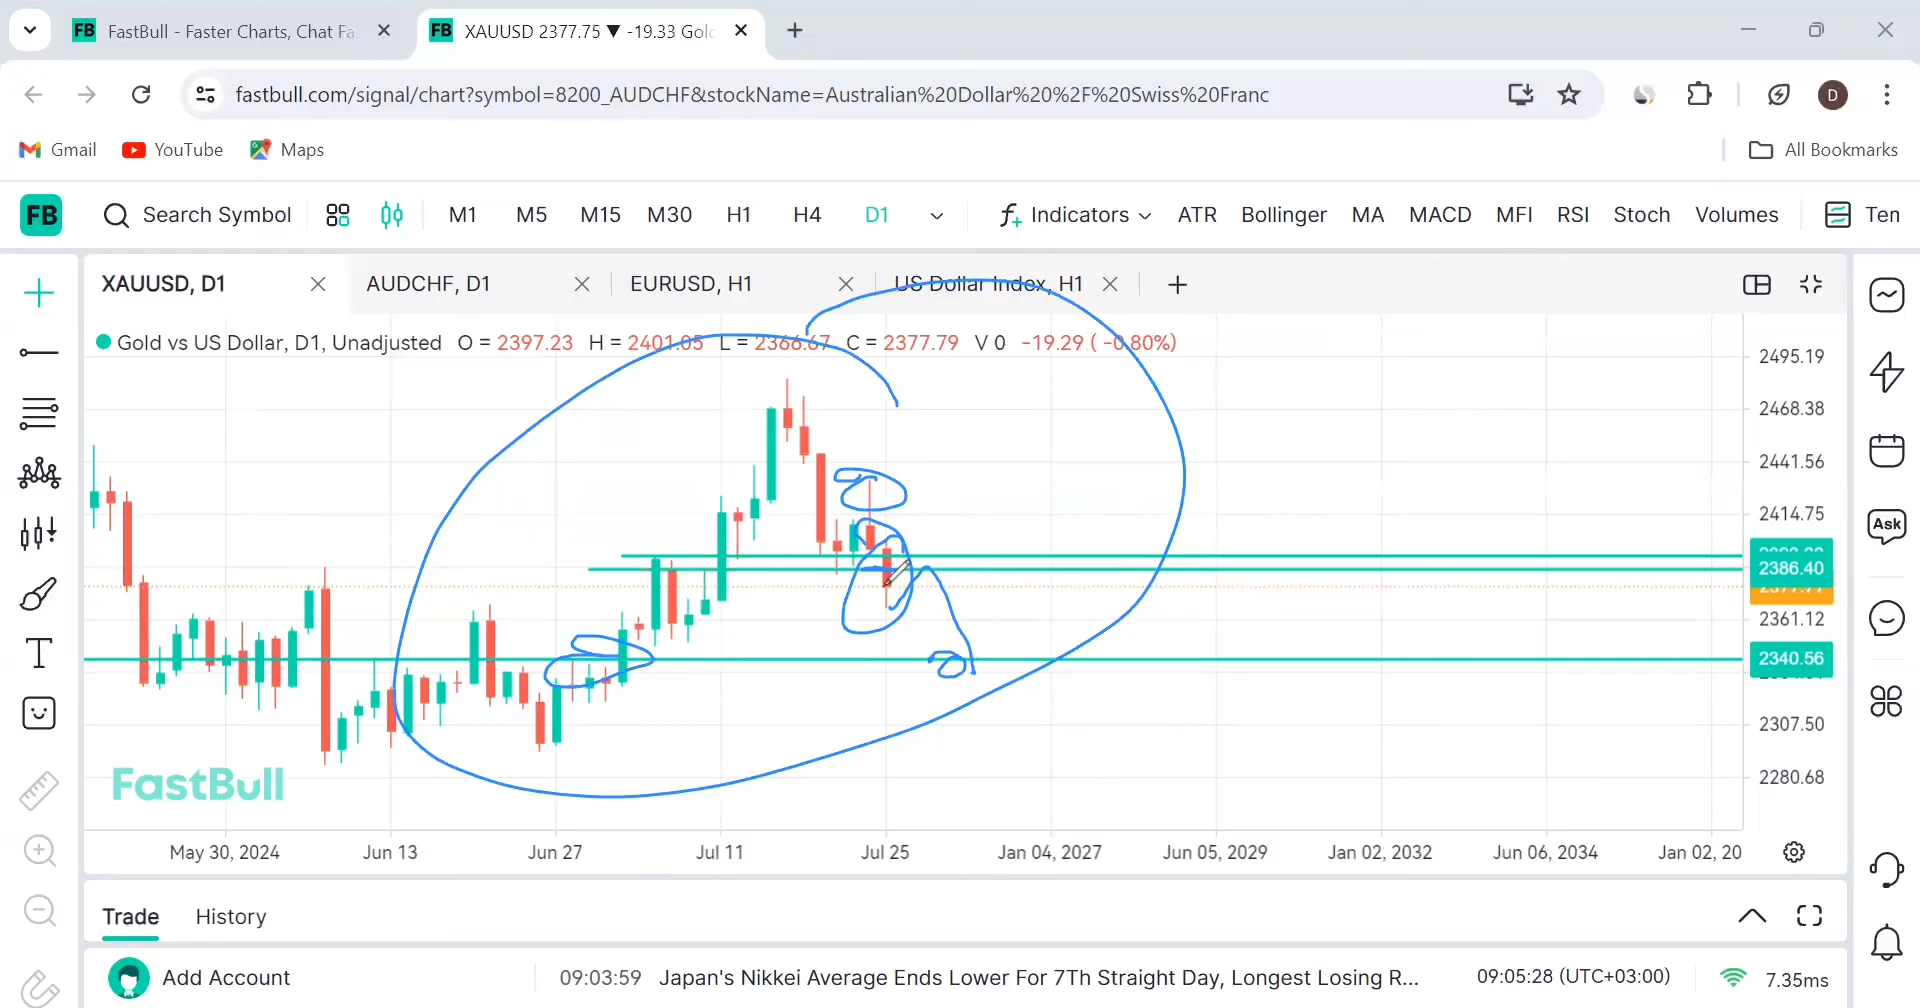 FB FastBull - Faster Charts, Chat Fa
FB XAUUSD 2377.75 ▼ -19.33 Gol
fastbull.com/signal/chart?symbol=8200_AUDCHF&stockName=Australian%20Dollar%20%2F%20Swiss%20Franc
D
Gmail YouTube Maps All Bookmarks
FB Search Symbol M1 M5 M15 M30 H1 H4 D1 Indicators ATR Bollinger MA MACD MFI RSI Stoch Volumes Ten
XAUUSD, D1 AUDCHF, D1 EURUSD, H1 US Dollar Index, H1
Gold vs US Dollar, D1, Unadjusted O = 2397.23 H = 2401.05 L = 2366.67 C = 2377.79 V 0 -19.29 ( -0.80%)
2495.19
2468.38
2441.56
2414.75
Ask
2386.40
2361.12
2340.56
2307.50
2280.68
FastBull
May 30, 2024 Jun 13 Jun 27 Jul 11 Jul 25 Jan 04, 2027 Jun 05, 2029 Jan 02, 2032 Jun 06, 2034 Jan 02, 20
Trade History
Add Account 09:03:59 Japan's Nikkei Average Ends Lower For 7Th Straight Day, Longest Losing R... 09:05:28 (UTC+03:00) 7.35ms